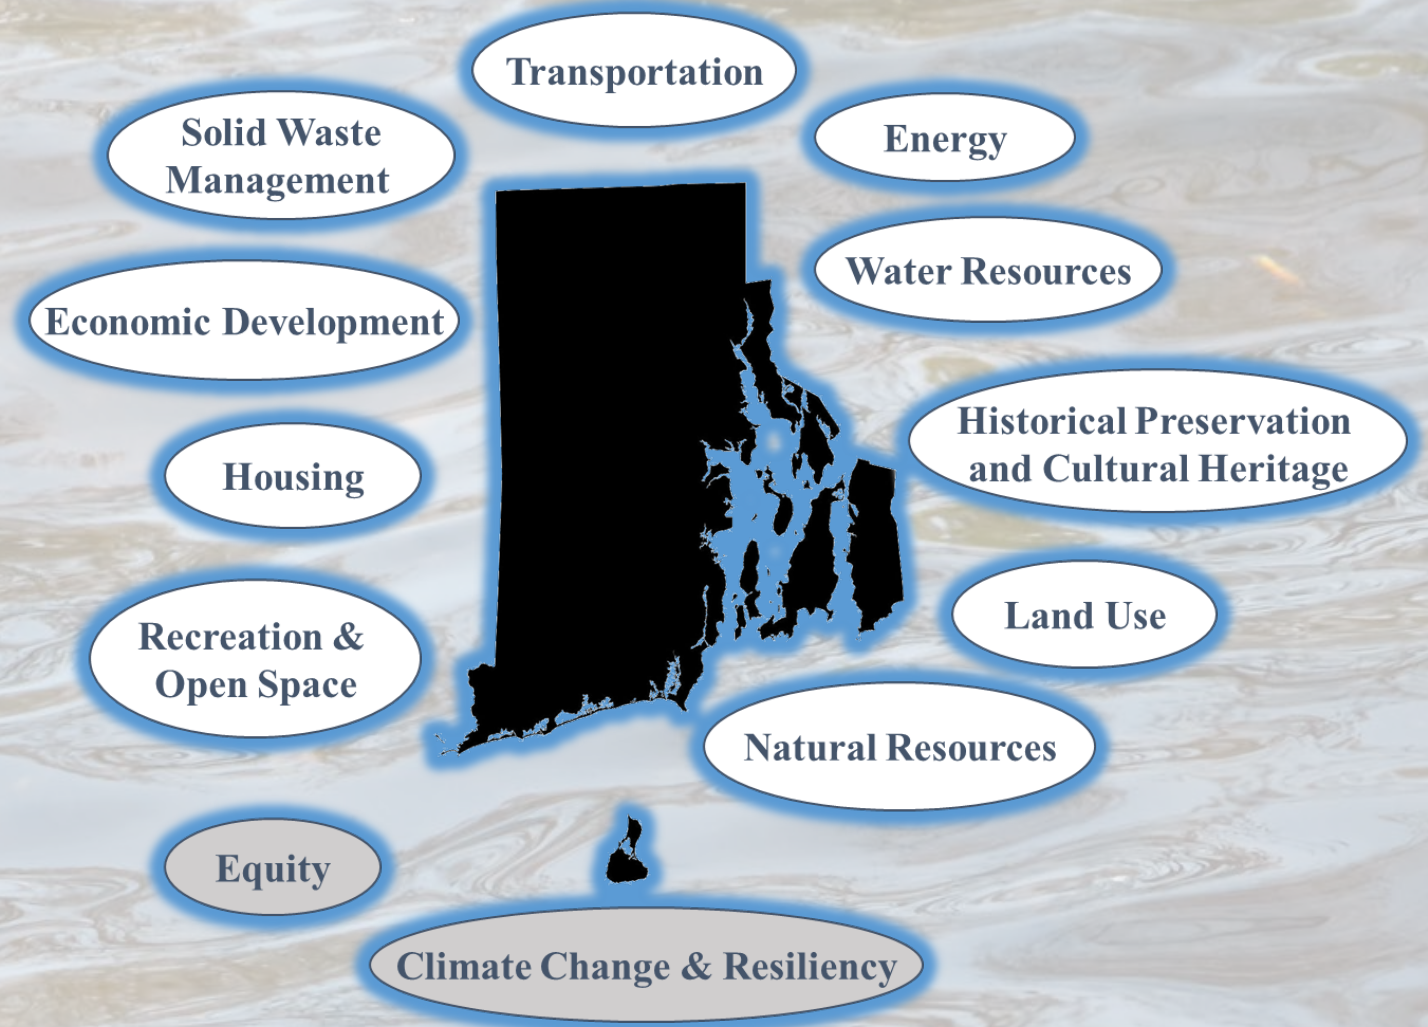 Transportation
Solid Waste
Management
Energy
Water Resources
Economic Development
Historical Preservation
and Cultural Heritage
Housing
Land Use
Recreation &
Open Space
Natural Resources
Equity
Climate Change & Resiliency